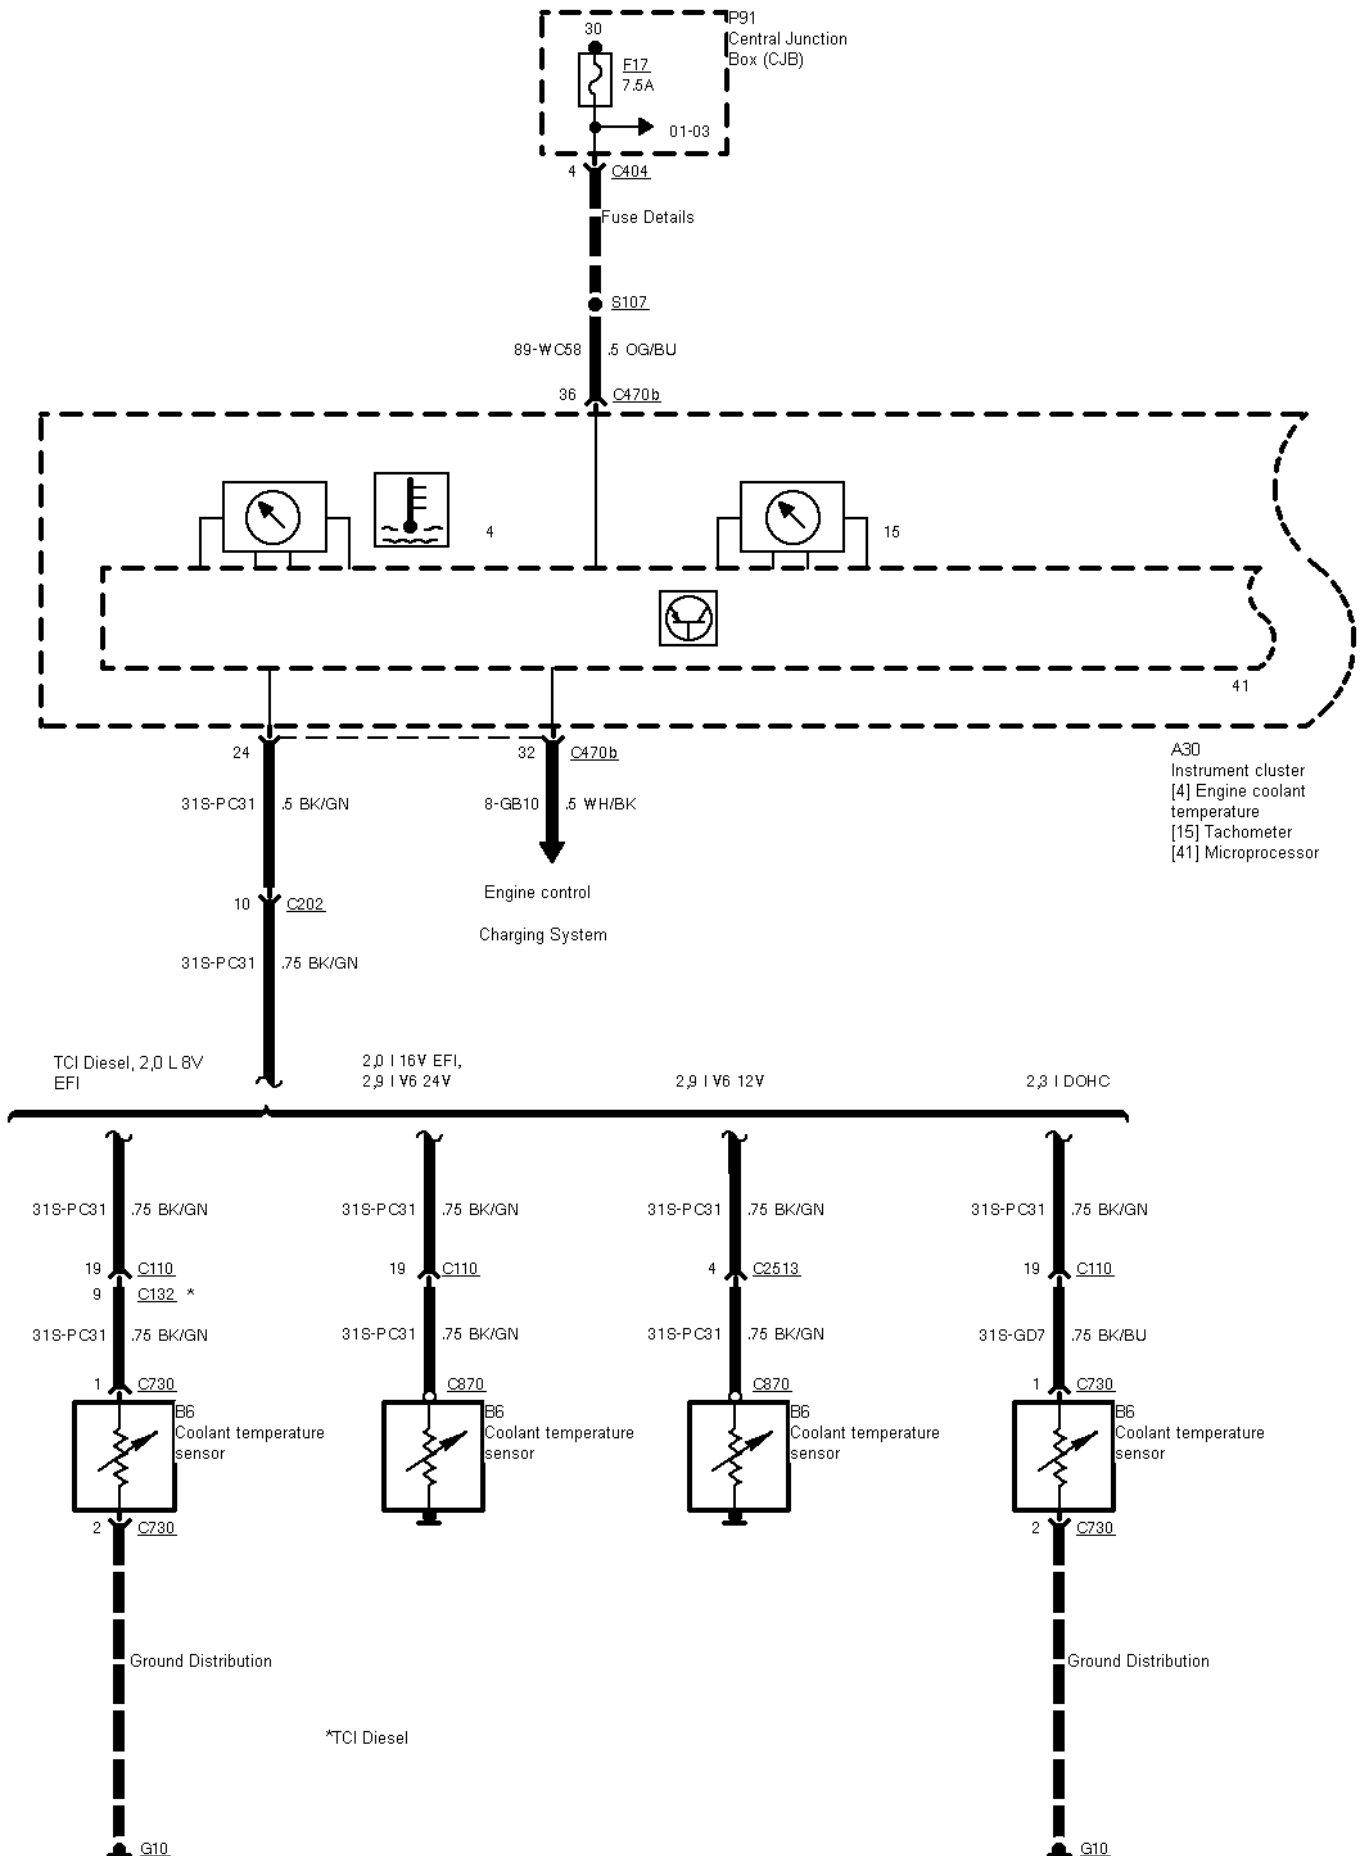 P91
30
Central Junction
Box (CJB)
F17
7.5A
01-03
4 C404
Fuse Details
S107
89-WC58 .5 OG/BU
36 C470b
4
15
41
24
32 C470b
A30
Instrument cluster
[4] Engine coolant
temperature
[15] Tachometer
[41] Microprocessor
31S-PC31 .5 BK/GN
8-GB10 .5 WH/BK
Engine control
Charging System
10 C202
31S-PC31 .75 BK/GN
TCI Diesel, 2,0 L 8V
EFI
2,0 l 16V EFI,
2,9 l V6 24V
2,9 l V6 12V
2,3 l DOHC
31S-PC31 .75 BK/GN
31S-PC31 .75 BK/GN
31S-PC31 .75 BK/GN
31S-PC31 .75 BK/GN
19 C110
19 C110
4 C2513
19 C110
9 C132 *
31S-PC31 .75 BK/GN
31S-PC31 .75 BK/GN
31S-PC31 .75 BK/GN
31S-GD7 .75 BK/BU
1 C730
C870
C870
1 C730
B6
Coolant temperature
sensor
B6
Coolant temperature
sensor
B6
Coolant temperature
sensor
B6
Coolant temperature
sensor
2 C730
2 C730
Ground Distribution
Ground Distribution
*TCI Diesel
G10
G10